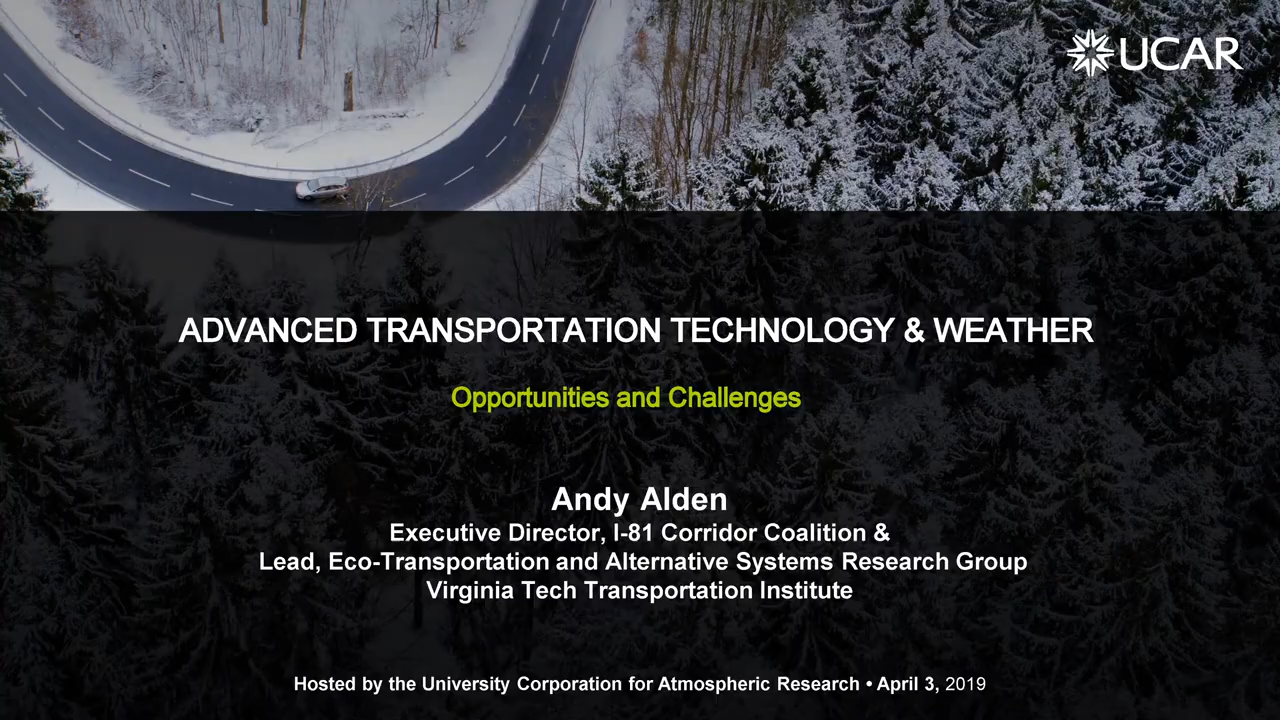 UCAR
ADVANCED TRANSPORTATION TECHNOLOGY & WEATHER
Opportunities and Challenges
Andy Alden
Executive Director, I-81 Corridor Coalition &
Lead, Eco-Transportation and Alternative Systems Research Group
Virginia Tech Transportation Institute
Hosted by the University Corporation for Atmospheric Research • April 3, 2019